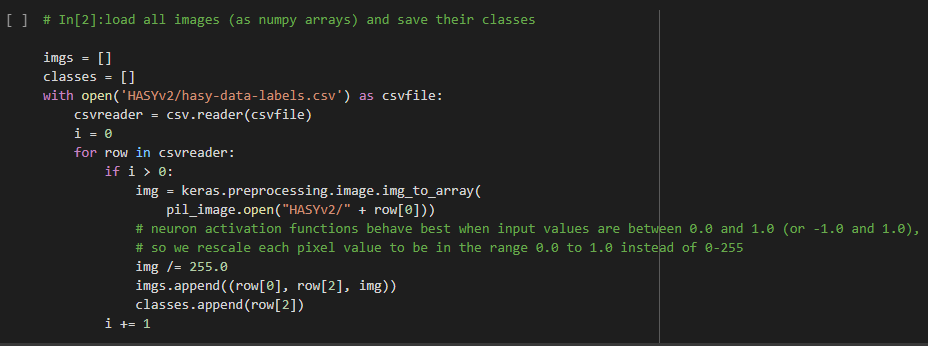 [ ] # In[2]:load all images (as numpy arrays) and save their classes
imgs = []
classes = []
with open('HASYv2/hasy-data-labels.csv') as csvfile:
    csvreader = csv.reader(csvfile)
    i = 0
    for row in csvreader:
        if i > 0:
            img = keras.preprocessing.image.img_to_array(
                pil_image.open("HASYv2/" + row[0]))
            # neuron activation functions behave best when input values are between 0.0 and 1.0 (or -1.0 and 1.0),
            # so we rescale each pixel value to be in the range 0.0 to 1.0 instead of 0-255
            img /= 255.0
            imgs.append((row[0], row[2], img))
            classes.append(row[2])
        i += 1